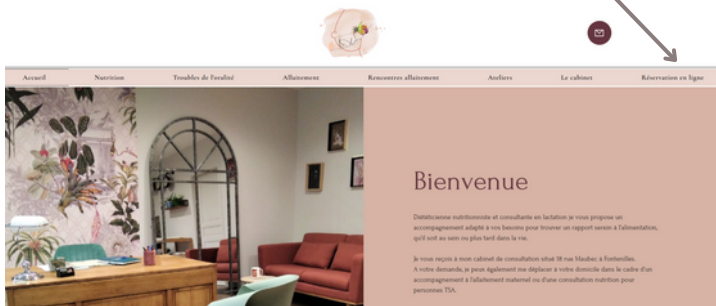 Accueil Nutrition Troubles de l'oralité Allaitement Rencontres allaitement Ateliers Le cabinet Réservation en ligne
Bienvenue
Diététicienne nutritionniste et consultante en lactation je vous propose un
accompagnement adapté à vos besoins pour trouver un rapport serein à l'alimentation,
qu'il soit au sein ou plus tard dans la vie.
Je vous reçois à mon cabinet de consultation situé 18 rue Maubec à Fontenilles.
A votre demande, je peux également me déplacer à votre domicile dans le cadre d'un
accompagnement à l'allaitement maternel ou d'une consultation nutrition pour
personnes TSA.